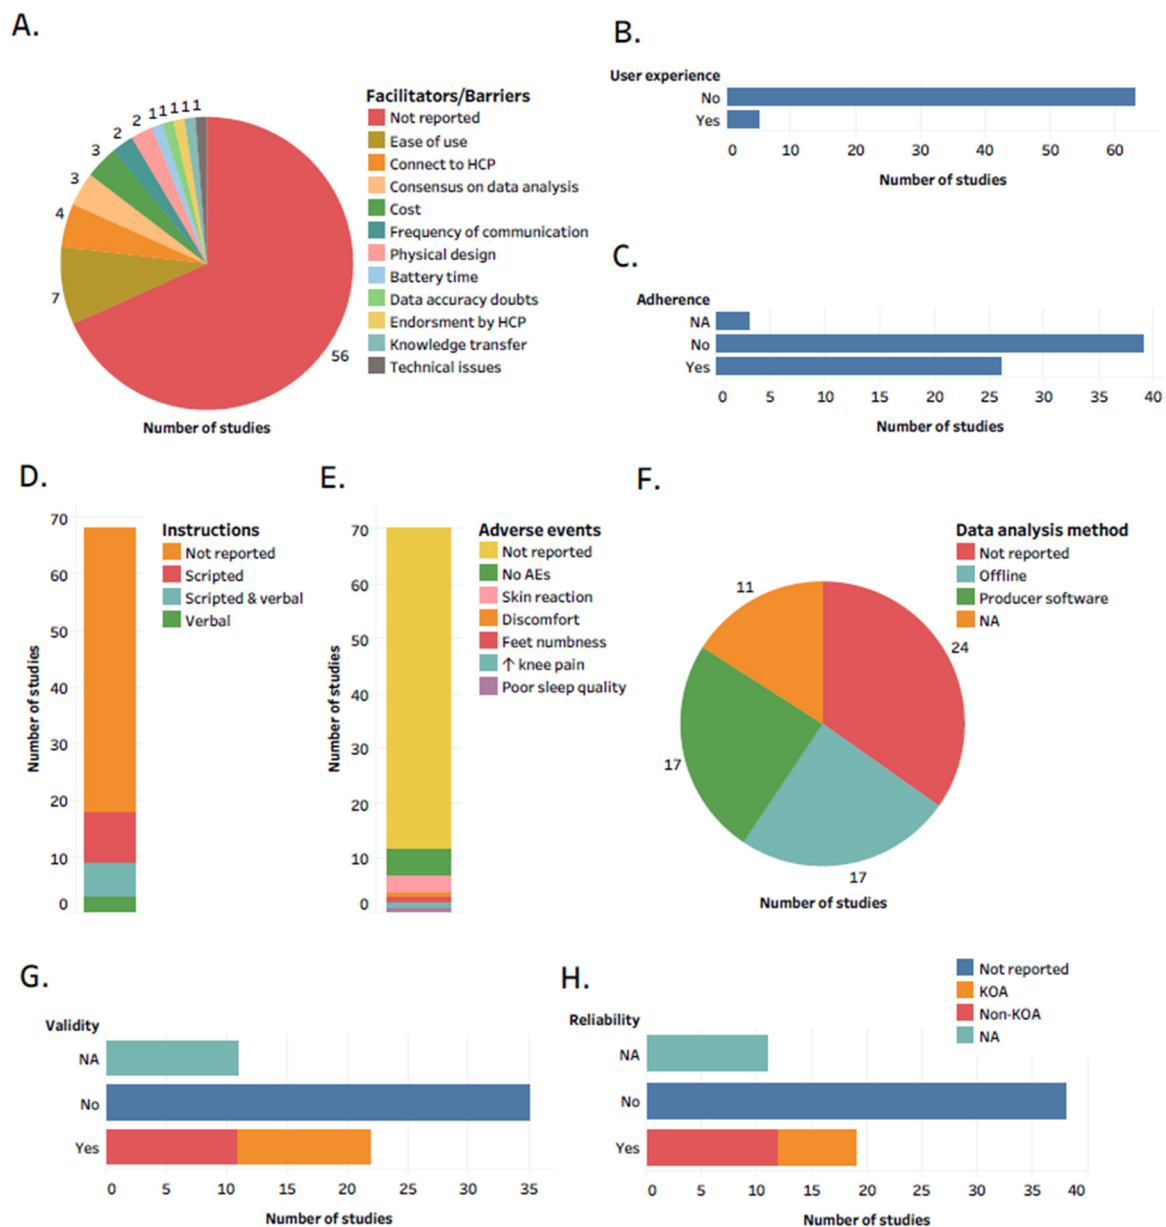 A.
Facilitators/Barriers
Not reported
Ease of use
Connect to HCP
Consensus on data analysis
Cost
Frequency of communication
Physical design
Battery time
Data accuracy doubts
Endorsment by HCP
Knowledge transfer
Technical issues
1 1 1 1 1
2
2
3
3
4
7
56
Number of studies
B.
User experience
No
Yes
0 10 20 30 40 50 60
Number of studies
C.
Adherence
NA
No
Yes
0 5 10 15 20 25 30 35 40
Number of studies
D.
70
60
50
40
30
20
10
0
Number of studies
Instructions
Not reported
Scripted
Scripted & verbal
Verbal
E.
70
60
50
40
30
20
10
0
Number of studies
Adverse events
Not reported
No AEs
Skin reaction
Discomfort
Feet numbness
↑ knee pain
Poor sleep quality
F.
Data analysis method
Not reported
Offline
Producer software
NA
11
24
17
17
Number of studies
G.
Validity
NA
No
Yes
0 5 10 15 20 25 30 35
Number of studies
H.
Not reported
KOA
Non-KOA
NA
Reliability
NA
No
Yes
0 5 10 15 20 25 30 35 40
Number of studies